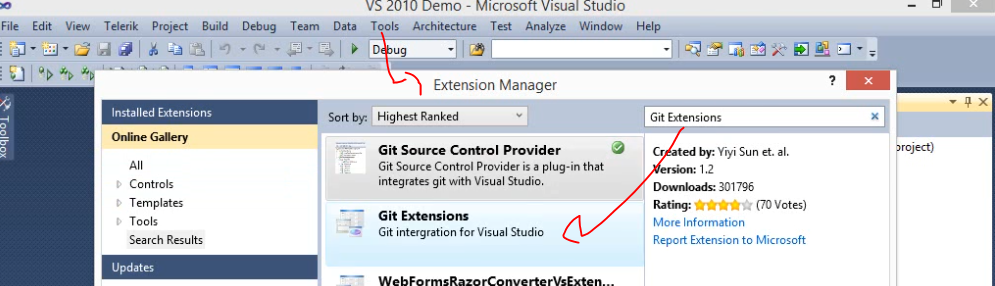 VS 2010 Demo - Microsoft Visual Studio
File Edit View Telerik Project Build Debug Team Data Tools Architecture Test Analyze Window Help
Debug
Extension Manager
? ×
Toolbox
Installed Extensions
Online Gallery
All
Controls
Templates
Tools
Search Results
Updates
Sort by: Highest Ranked
Git Source Control Provider
Git Source Control Provider is a plug-in that
integrates git with Visual Studio.
Git Extensions
Git intergration for Visual Studio
WebFormsRazorConverterVsExten...
Git Extensions
Created by: Yiyi Sun et. al.
Version: 1.2
Downloads: 301796
Rating: (70 Votes)
More Information
Report Extension to Microsoft
project)